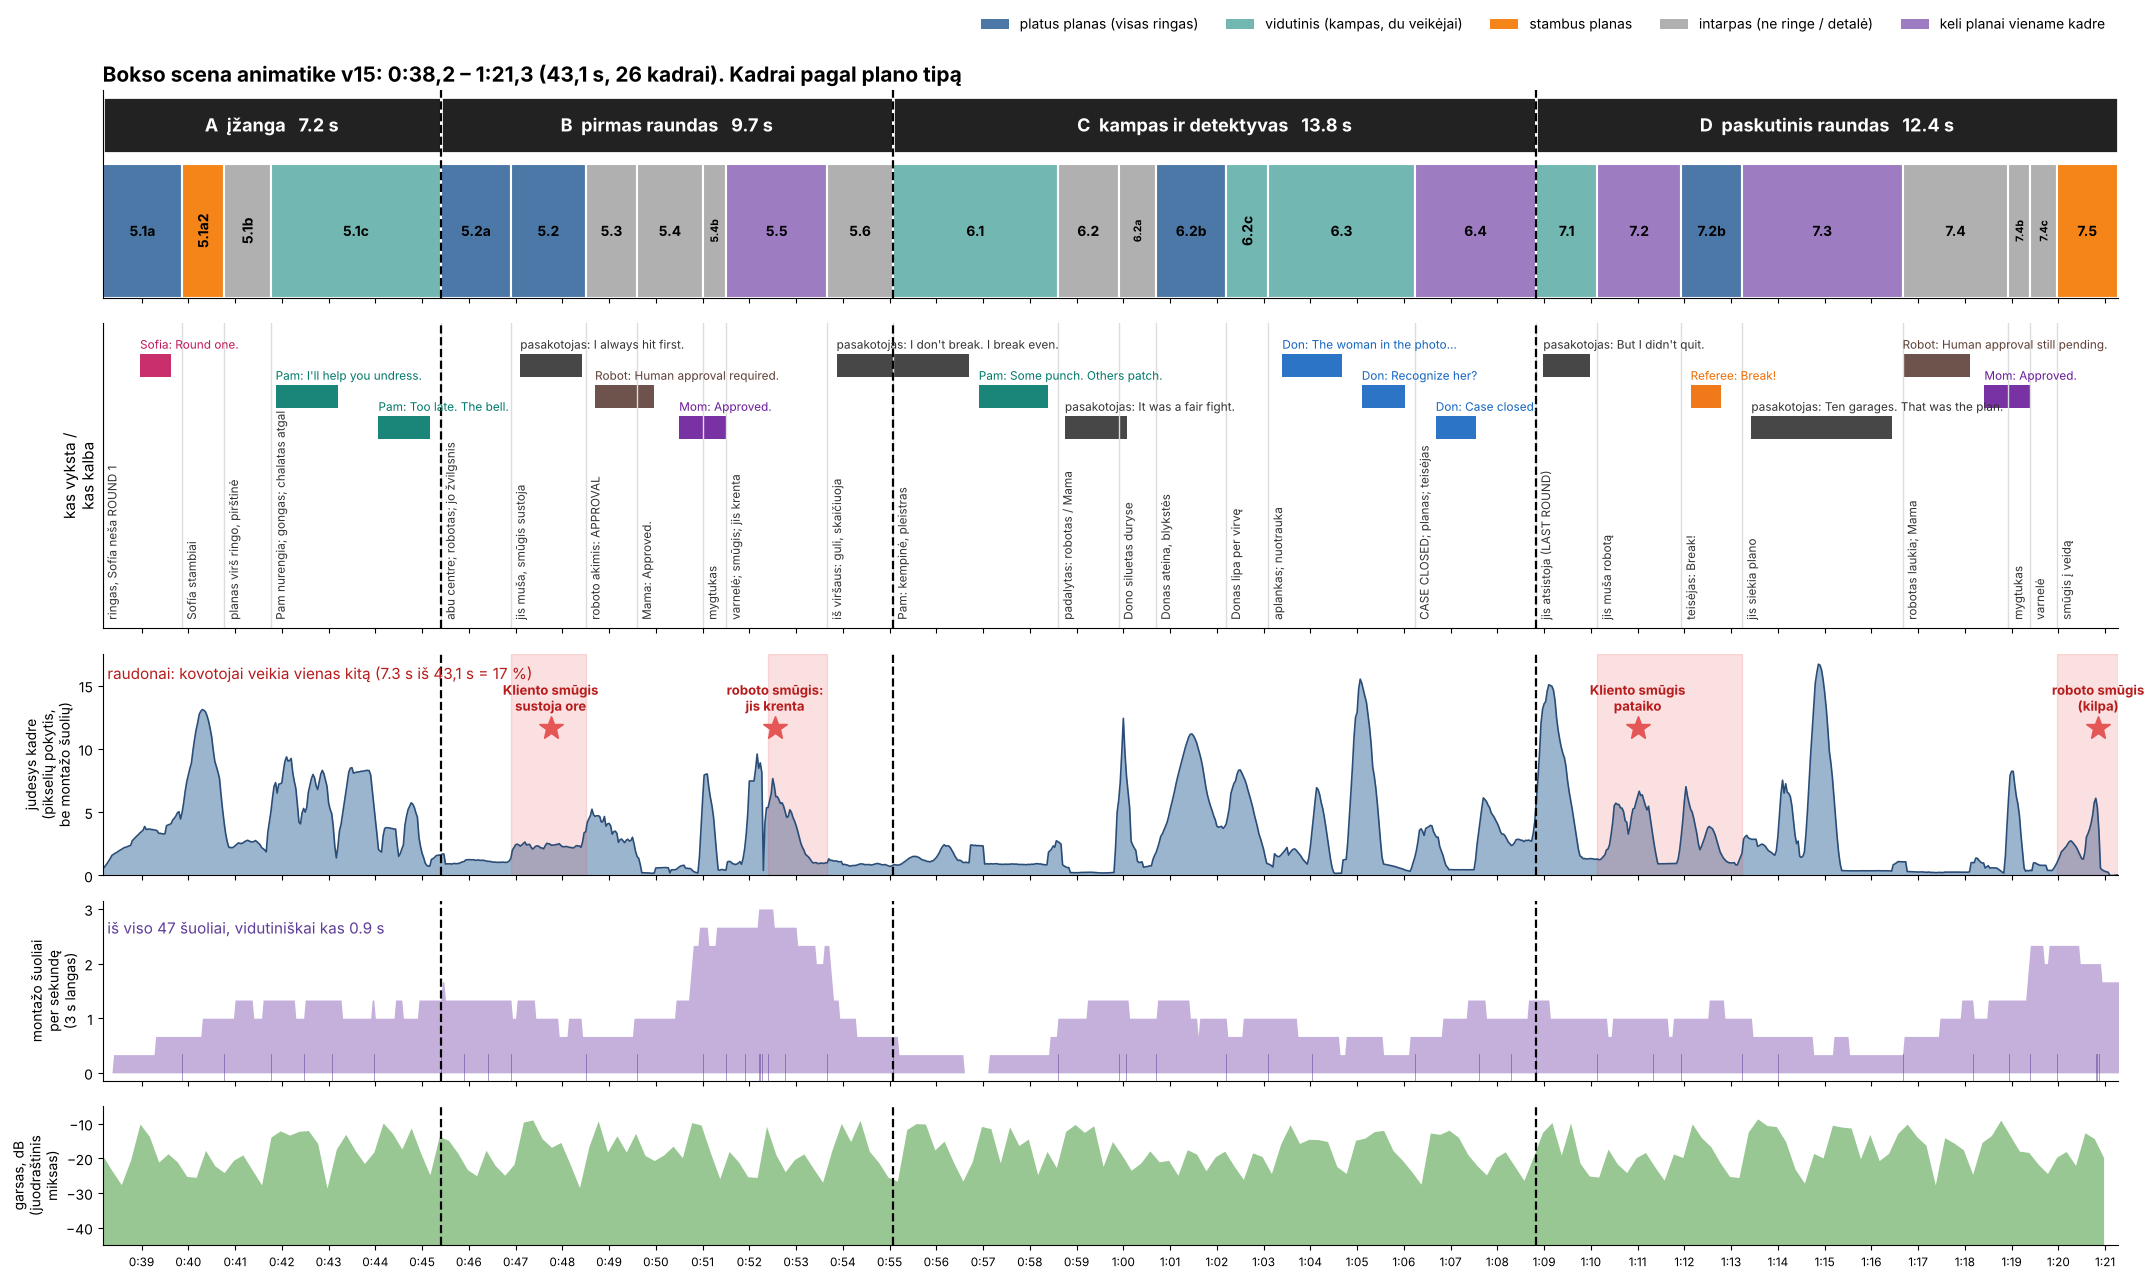 platus planas (visas ringas)
vidutinis (kampas, du veikėjai)
stambus planas
intarpas (ne ringe / detalė)
keli planai viename kadre
Bokso scena animatike v15: 0:38,2 – 1:21,3 (43,1 s, 26 kadrai). Kadrai pagal plano tipą
A įžanga 7.2 s
B pirmas raundas 9.7 s
C kampas ir detektyvas 13.8 s
D paskutinis raundas 12.4 s
5.1a
5.1a2
5.1b
5.1c
5.2a
5.2
5.3
5.4
5.4b
5.5
5.6
6.1
6.2
6.2a
6.2b
6.2c
6.3
6.4
7.1
7.2
7.2b
7.3
7.4
7.4b
7.4c
7.5
kas vyksta /
kas kalba
Sofia: Round one.
pasakotojas: I always hit first.
pasakotojas: I don't break. I break even.
Don: The woman in the photo...
pasakotojas: But I didn't quit.
Robot: Human approval still pending.
Pam: I'll help you undress.
Robot: Human approval required.
Pam: Some punch. Others patch.
Don: Recognize her?
Referee: Break!
Mom: Approved.
Pam: Too late. The bell.
Mom: Approved.
pasakotojas: It was a fair fight.
Don: Case closed.
pasakotojas: Ten garages. That was the plan.
ringas, Sofia neša ROUND 1
Sofia stambiai
planas virš ringo, pirštinė
Pam nurengia; gongas; chalatas atgal
abu centre; robotas; jo žvilgsnis
jis muša, smūgis sustoja
roboto akimis: APPROVAL
Mama: Approved.
mygtukas
varnelė; smūgis; jis krenta
iš viršaus: guli, skaičiuoja
Pam: kempinė, pleistras
padalytas: robotas / Mama
Dono siluetas duryse
Donas ateina, blykstės
Donas lipa per virvę
aplankas; nuotrauka
CASE CLOSED; planas; teisėjas
jis atsistoja (LAST ROUND)
jis muša robotą
teisėjas: Break!
jis siekia plano
robotas laukia; Mama
mygtukas
varnelė
smūgis į veidą
judesys kadre
(pikselių pokytis,
be montažo šuolių)
15
10
5
0
raudonai: kovotojai veikia vienas kitą (7.3 s iš 43,1 s = 17 %)
Kliento smūgis
sustoja ore
roboto smūgis:
jis krenta
Kliento smūgis
pataiko
roboto smūgis
(kilpa)
montažo šuoliai
per sekundę
(3 s langas)
3
2
1
0
iš viso 47 šuoliai, vidutiniškai kas 0.9 s
garsas, dB
(juodraštinis
miksas)
−10
−20
−30
−40
0:39 0:40 0:41 0:42 0:43 0:44 0:45 0:46 0:47 0:48 0:49 0:50 0:51 0:52 0:53 0:54 0:55 0:56 0:57 0:58 0:59 1:00 1:01 1:02 1:03 1:04 1:05 1:06 1:07 1:08 1:09 1:10 1:11 1:12 1:13 1:14 1:15 1:16 1:17 1:18 1:19 1:20 1:21